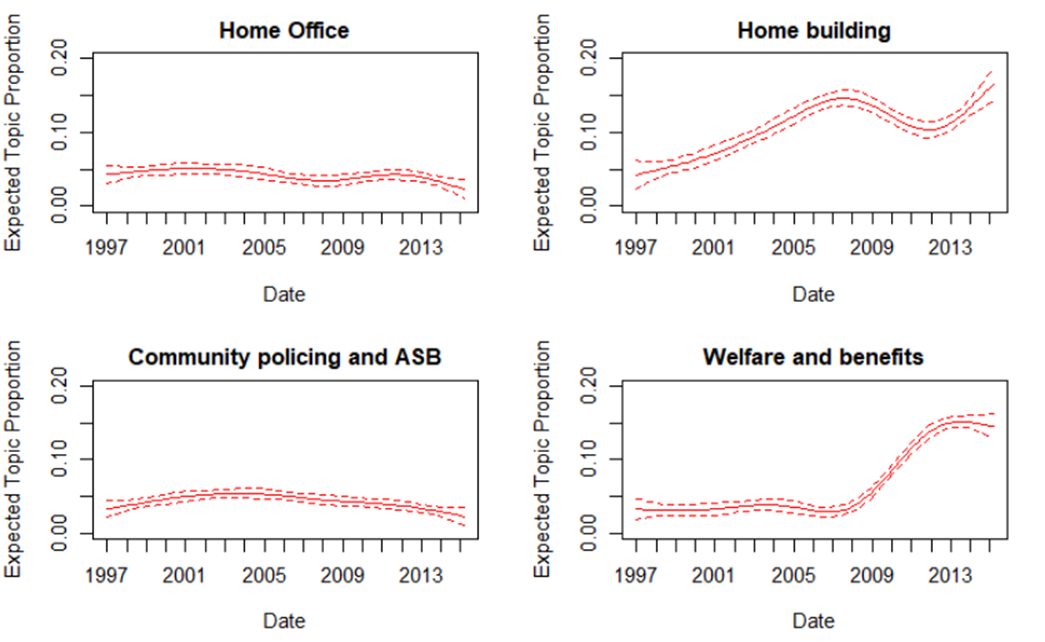 Home Office
Expected Topic Proportion
0.20
0.10
0.00
1997 2001 2005 2009 2013
Date
Home building
Expected Topic Proportion
0.20
0.10
0.00
1997 2001 2005 2009 2013
Date
Community policing and ASB
Expected Topic Proportion
0.20
0.10
0.00
1997 2001 2005 2009 2013
Date
Welfare and benefits
Expected Topic Proportion
0.20
0.10
0.00
1997 2001 2005 2009 2013
Date